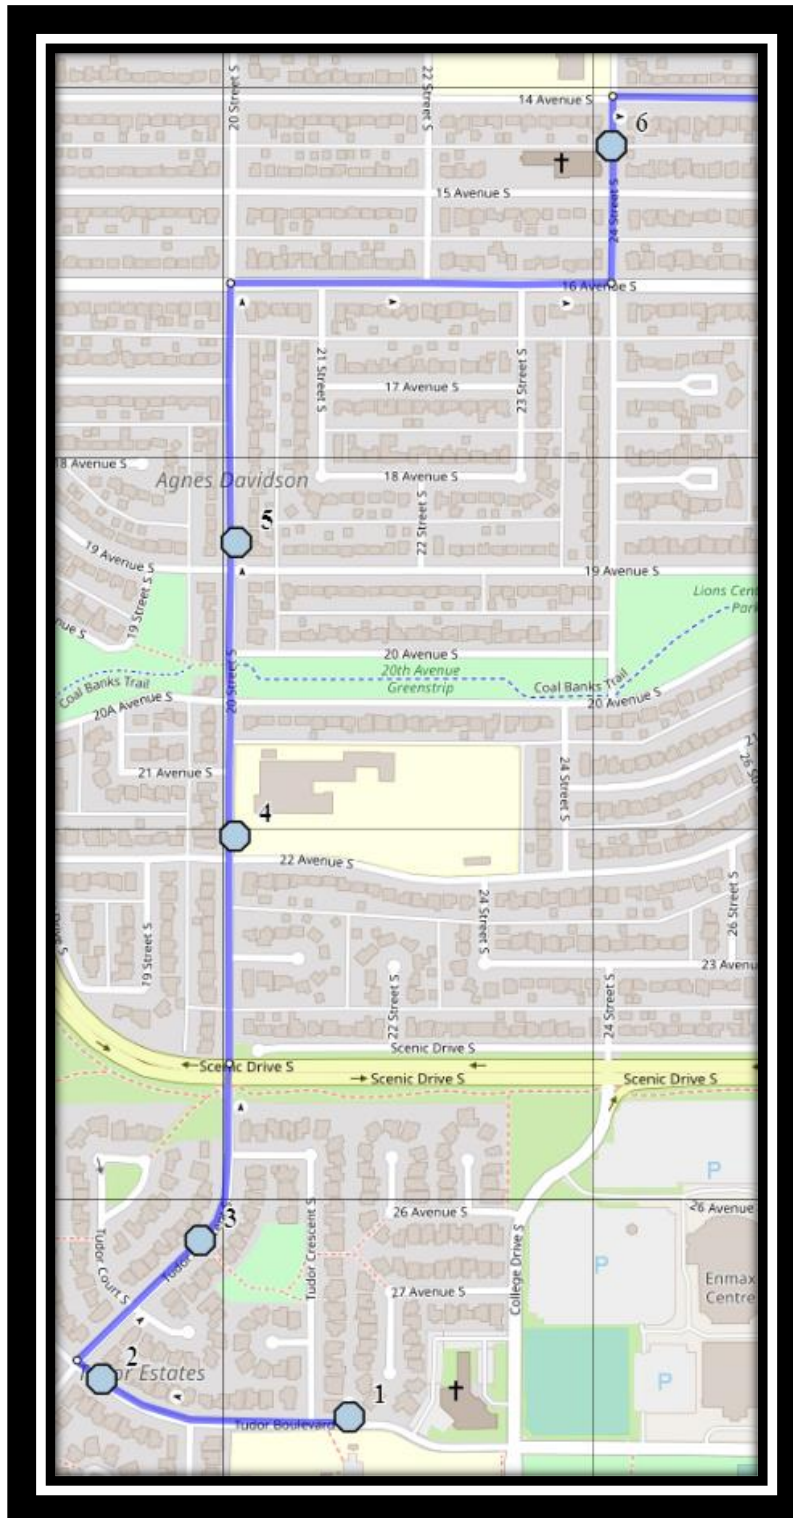 20 Street S
22 Street S
14 Avenue S
6
15 Avenue S
24 Street S
16 Avenue S
21 Street S
23 Street S
17 Avenue S
18 Avenue S
18 Avenue S
Agnes Davidson
22 Street S
5
19 Avenue S
19 Avenue S
19 Street S
Lions Cen
Par
nue S
20 Avenue S
20 Street S
20th Avenue
Greenstrip
Coal Banks Trail
Coal Banks Trail
20A Avenue S
20 Avenue S
21 Avenue S
24 Street S
4
22 Avenue S
24 Street S
26 Street S
19 Street S
22 Street S
23 Avenu
24 Street S
Scenic Drive S
Scenic Drive S
Scenic Drive S
Scenic Drive S
P
3
26 Avenue S
26 Avenue
Tudor Court S
Tudor Crescent S
College Drive S
P
Enmax
Centre
27 Avenue S
2
Estates
1
P
Tudor Boulevard